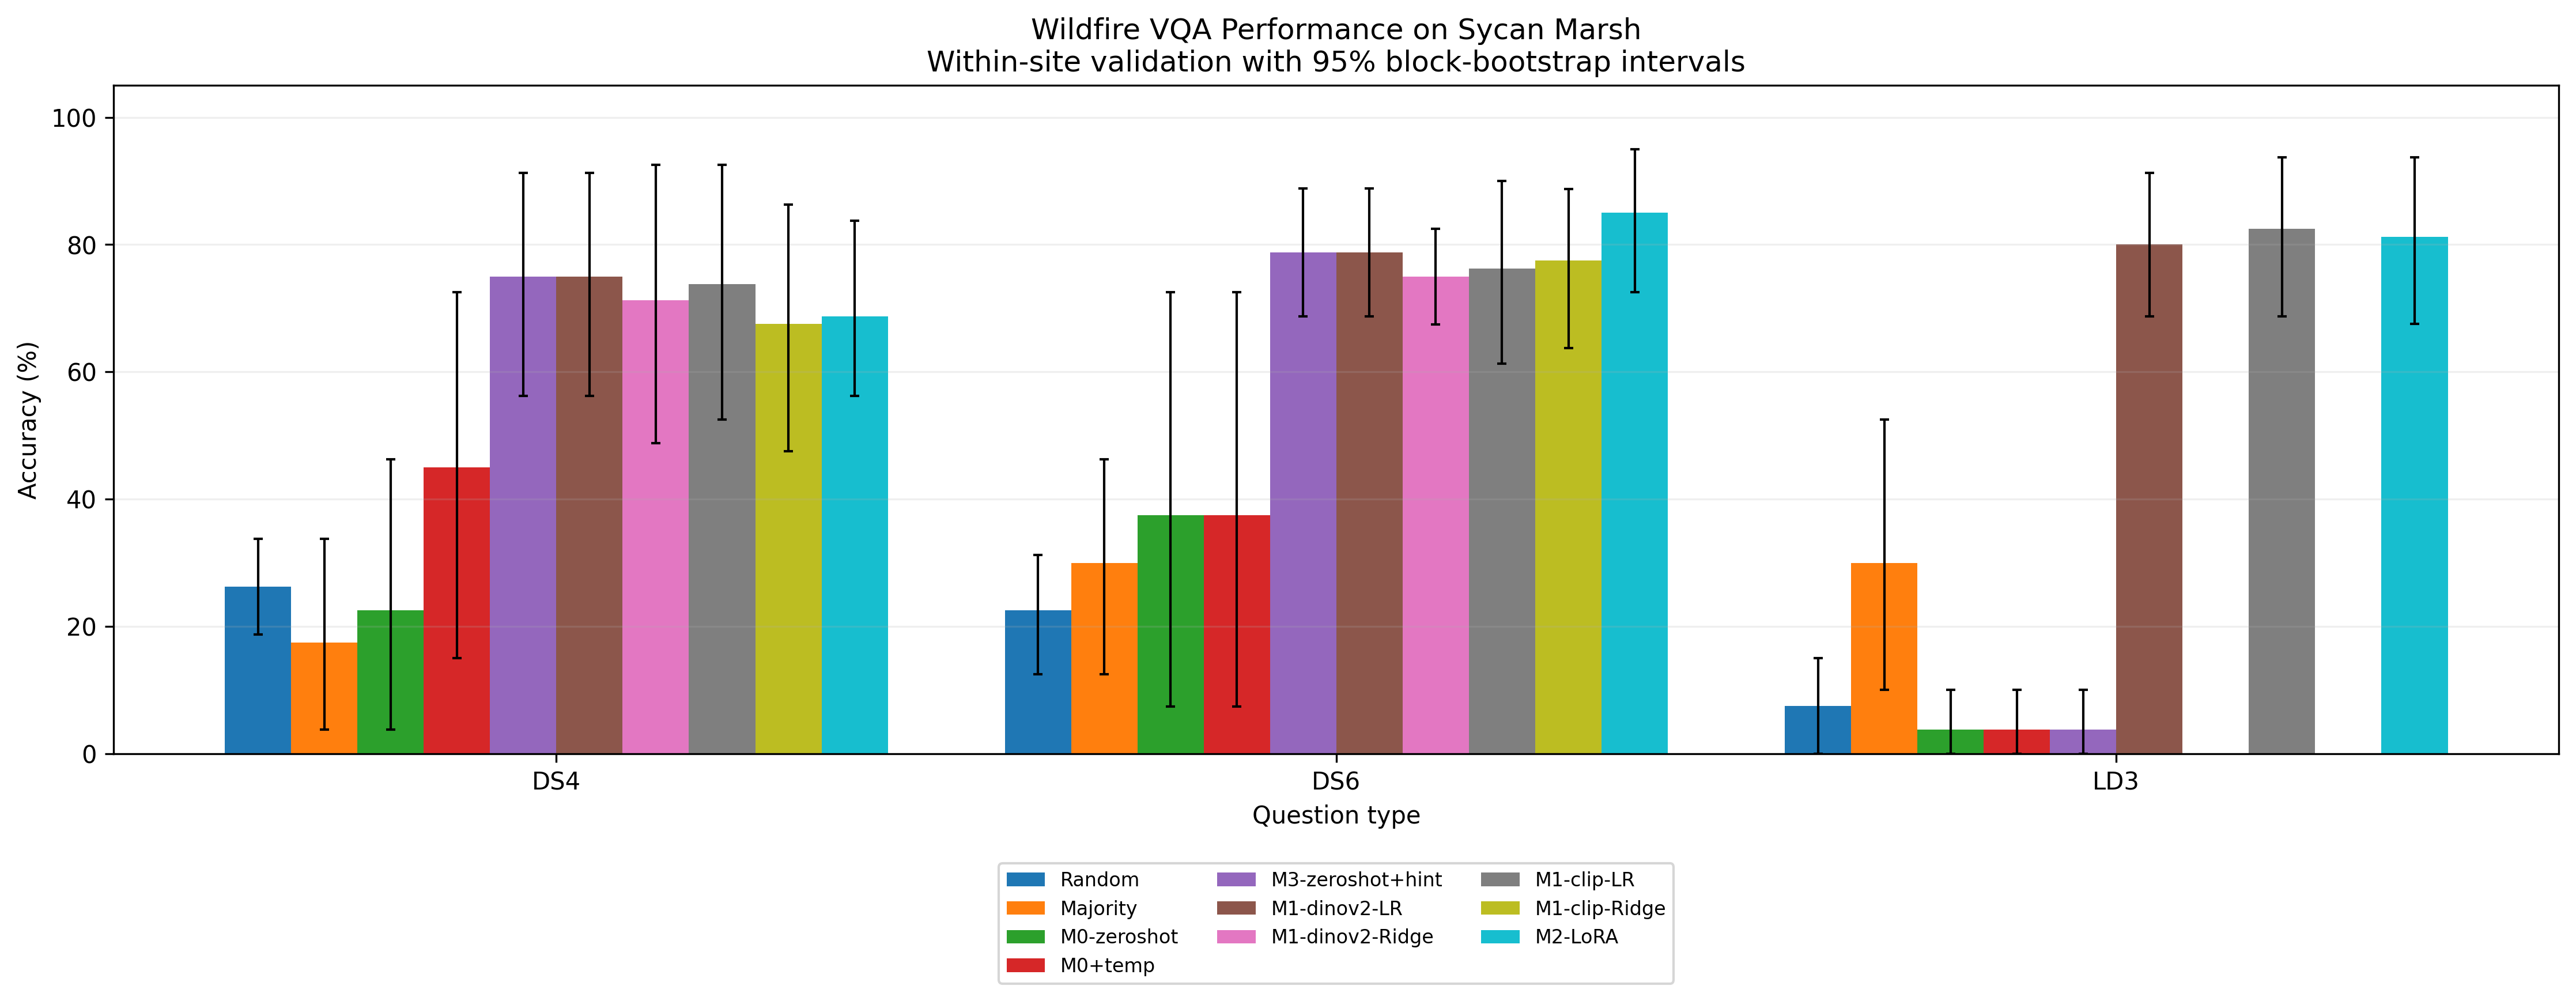 Wildfire VQA Performance on Sycan Marsh
Within-site validation with 95% block-bootstrap intervals
Accuracy (%)
100
80
60
40
20
0
DS4
DS6
LD3
Question type
Random
Majority
M0-zeroshot
M0+temp
M3-zeroshot+hint
M1-dinov2-LR
M1-dinov2-Ridge
M1-clip-LR
M1-clip-Ridge
M2-LoRA